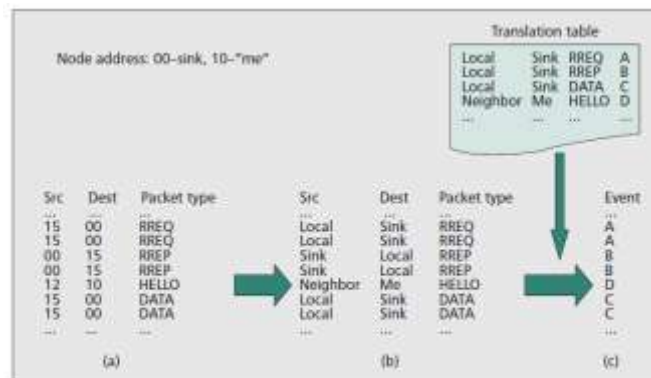 Translation table
Node address: 00–sink, 10–"me"
Local Sink RREQ A
Local Sink RREP B
Local Sink DATA C
Neighbor Me HELLO D
... ... ... ...
Src Dest Packet type Src Dest Packet type Event
... ... ... ... ... ... ...
15 00 RREQ Local Sink RREQ A
15 00 RREQ Local Sink RREQ A
00 15 RREP Sink Local RREP B
00 15 RREP Sink Local RREP B
12 10 HELLO Neighbor Me HELLO D
15 00 DATA Local Sink DATA C
15 00 DATA Local Sink DATA C
... ... ... ... ... ... ...
(a) (b) (c)